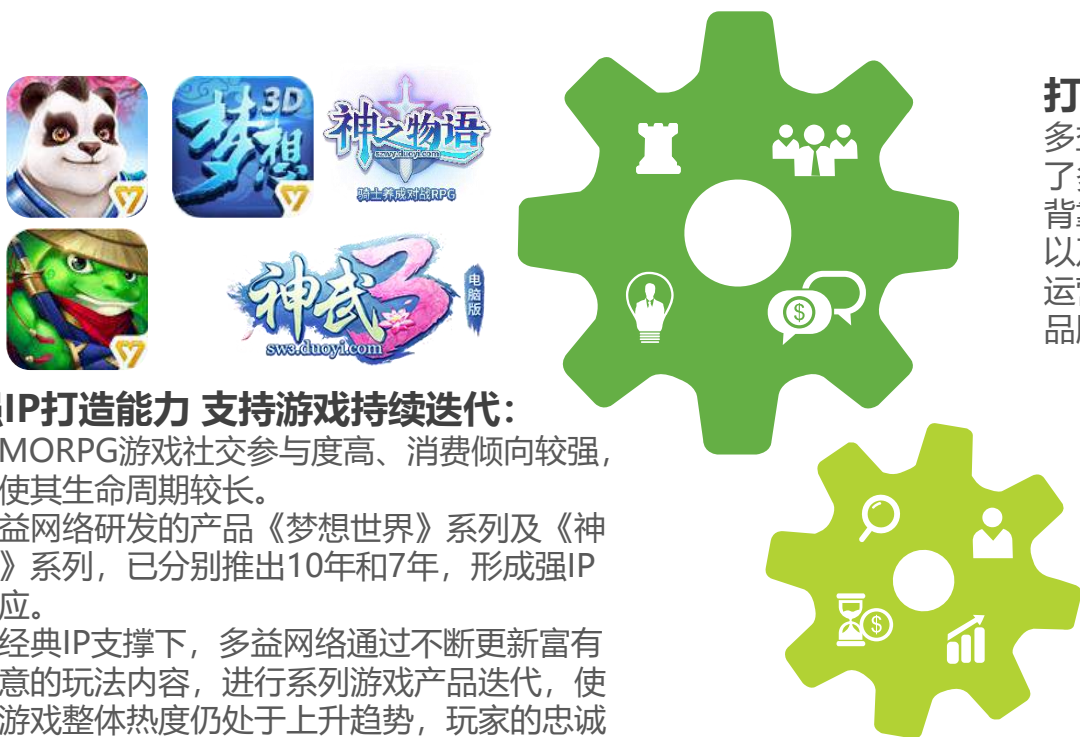 3D
梦想
神之物语
szwy.duoyi.com
骑士养成对战RPG
神武3
电脑版
sw3.duoyi.com
IP打造能力 支持游戏持续迭代：
MORPG游戏社交参与度高、消费倾向较强，
使其生命周期较长。
益网络研发的产品《梦想世界》系列及《神
》系列，已分别推出10年和7年，形成强IP
应。
经典IP支撑下，多益网络通过不断更新富有
意的玩法内容，进行系列游戏产品迭代，使
游戏整体热度仍处于上升趋势，玩家的忠诚
打
多
了
背
以
运
品
$
$